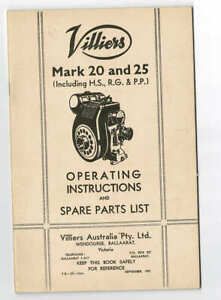 Villiers
Mark 20 and 25
(Including H.S., R.G. & P.P.)
OPERATING
INSTRUCTIONS
AND
SPARE PARTS LIST
Villiers Australia Pty. Ltd.
WENDOUREE, BALLAARAT,
Victoria
KEEP THIS BOOK SAFELY
FOR REFERENCE